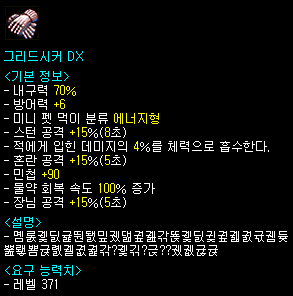 그리드시커 DX
<기본 정보>
- 내구력 70%
- 방어력 +6
- 미니 펫 먹이 분류 에너지형
- 스턴 공격 +15%(8초)
- 적에게 입힌 데미지의 4%를 체력으로 흡수한다.
- 혼란 공격 +15%(5초)
- 민첩 +90
- 물약 회복 속도 100% 증가
- 장님 공격 +15%(5초)
<설명>
<요구 능력치>
- 레벨 371